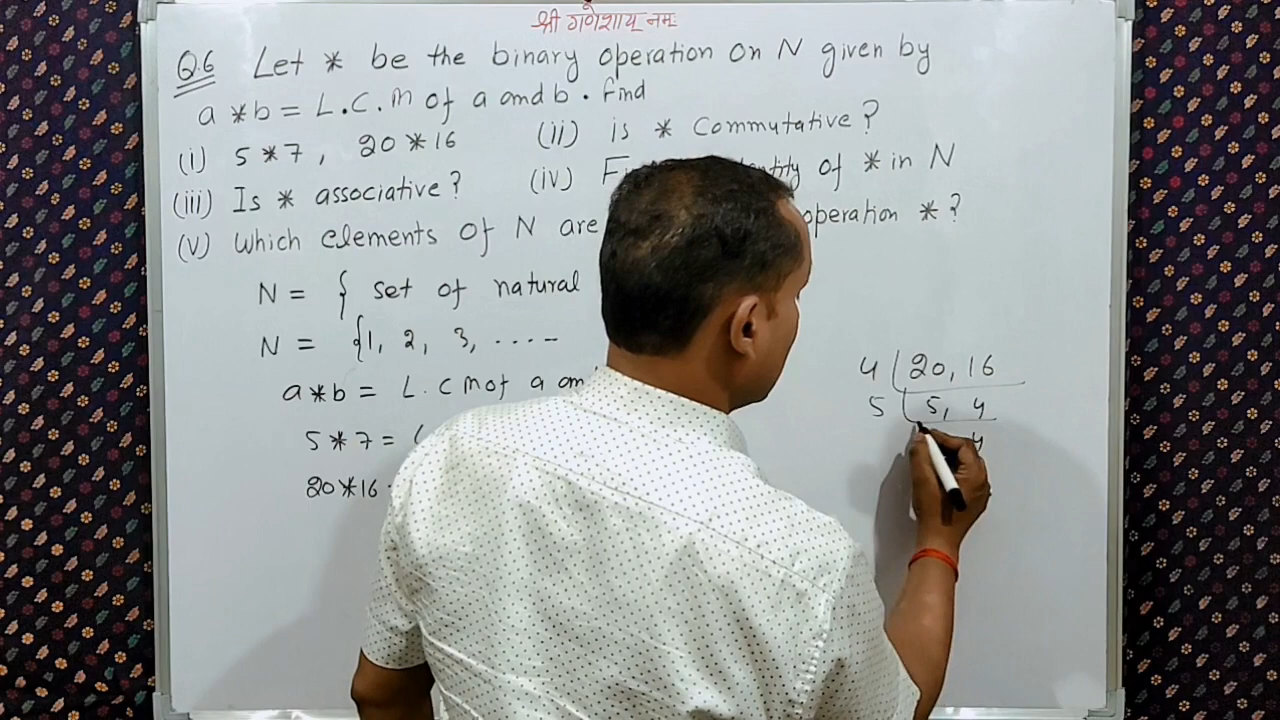 श्री गणेशाय नमः
Q.6 Let * be the binary operation on N given by
a * b = L.C.M of a and b. Find
(i) 5 * 7, 20 * 16 (ii) is * Commutative?
(iii) Is * associative? (iv) of * in N
(v) Which elements of N are operation * ?
N = { set of natural
N = {1, 2, 3, .....
a * b = L.C M of a
5 * 7 =
20 * 16
4 20, 16
5 5, 4
4